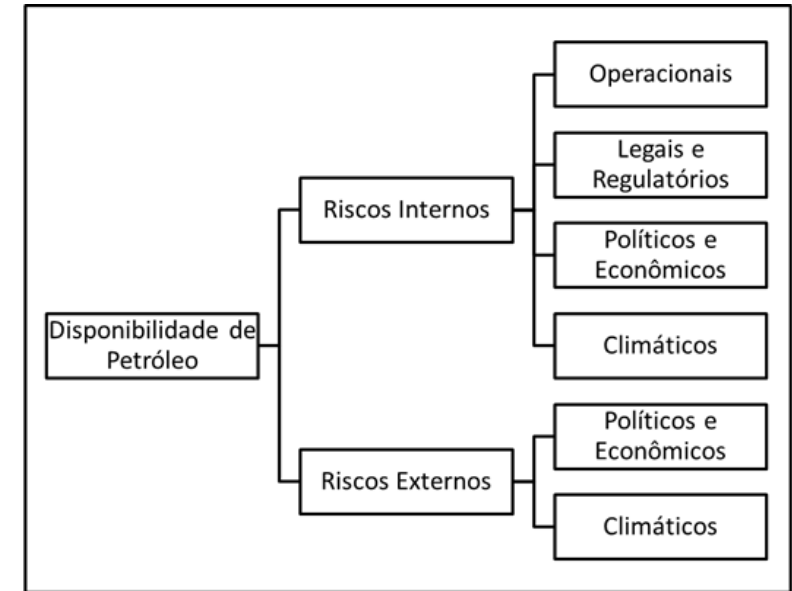 Disponibilidade de
Petróleo
Riscos Internos
Operacionais
Legais e
Regulatórios
Políticos e
Econômicos
Climáticos
Riscos Externos
Políticos e
Econômicos
Climáticos